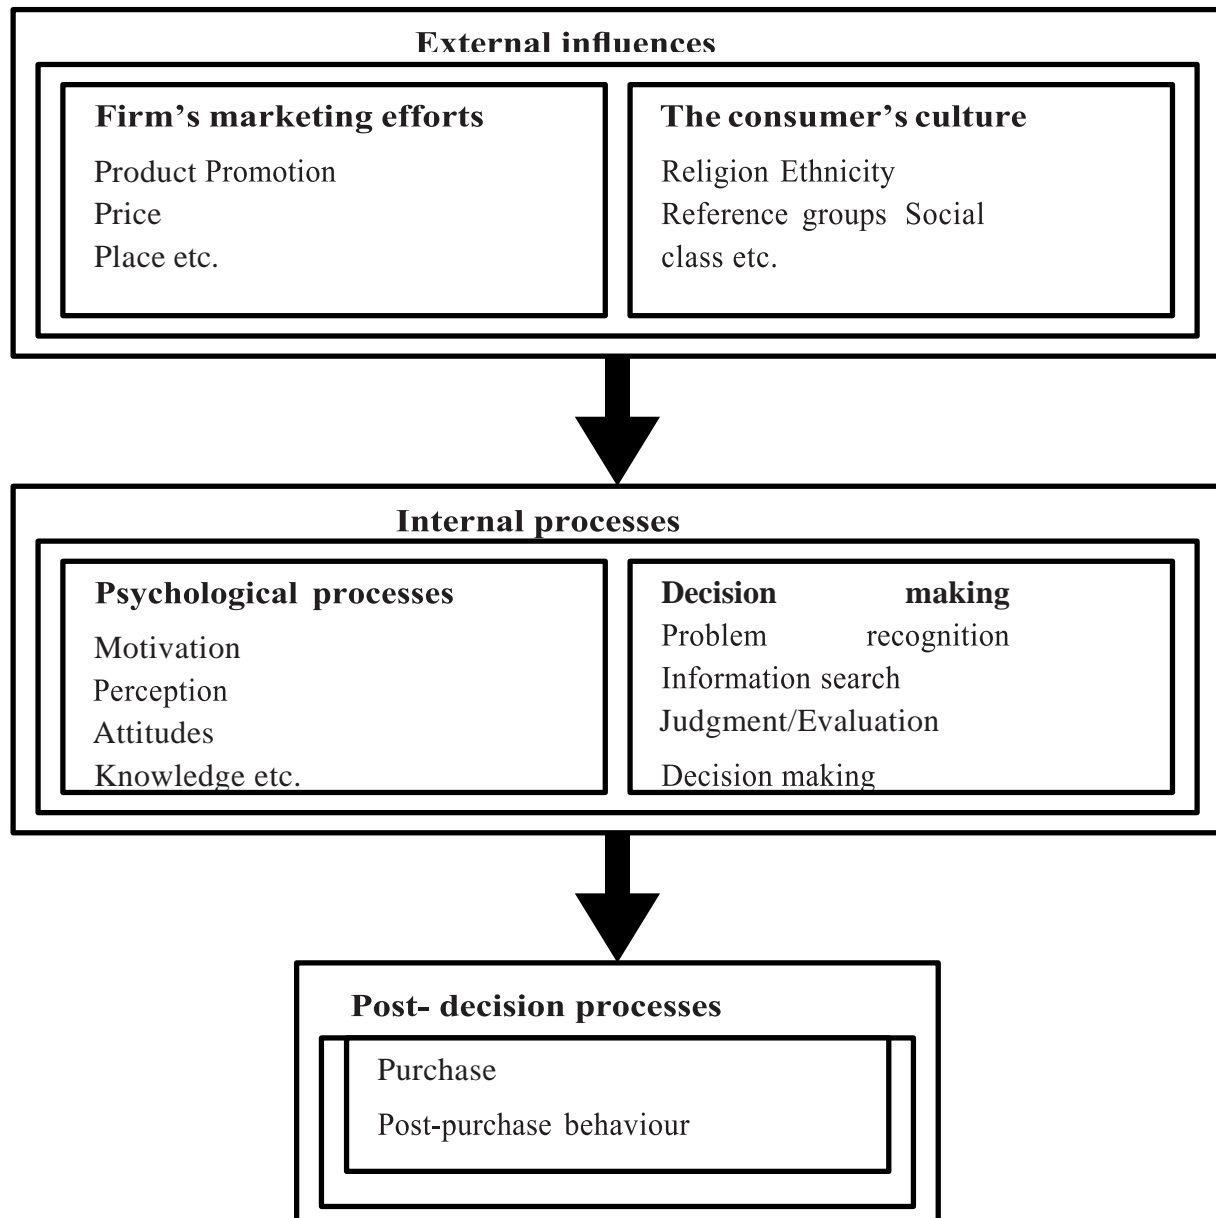 External influences
Firm’s marketing efforts
Product Promotion
Price
Place etc.
The consumer’s culture
Religion Ethnicity
Reference groups Social
class etc.
Internal processes
Psychological processes
Motivation
Perception
Attitudes
Knowledge etc.
Decision making
Problem recognition
Information search
Judgment/Evaluation
Decision making
Post- decision processes
Purchase
Post-purchase behaviour